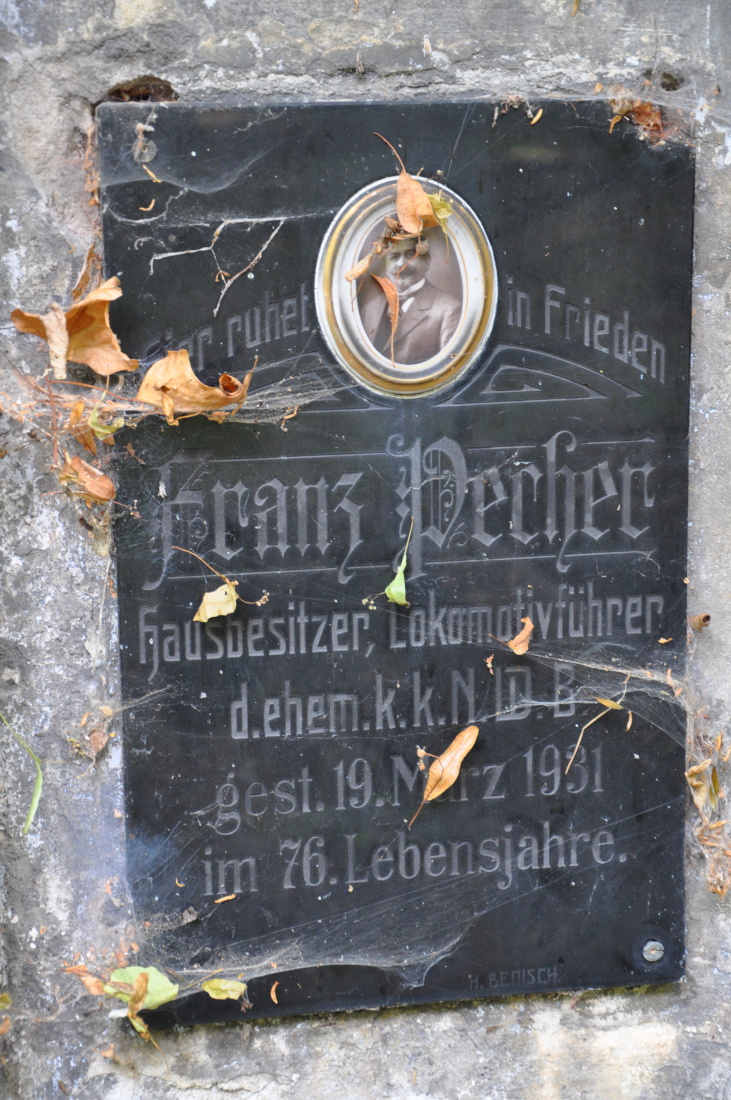 Hier ruhet in Frieden
Franz Pecher
Hausbesitzer, Lokomotivführer
d.ehem.k.k.N.W.B.
gest. 19. März 1931
im 76. Lebensjahre.
H. BENISCH